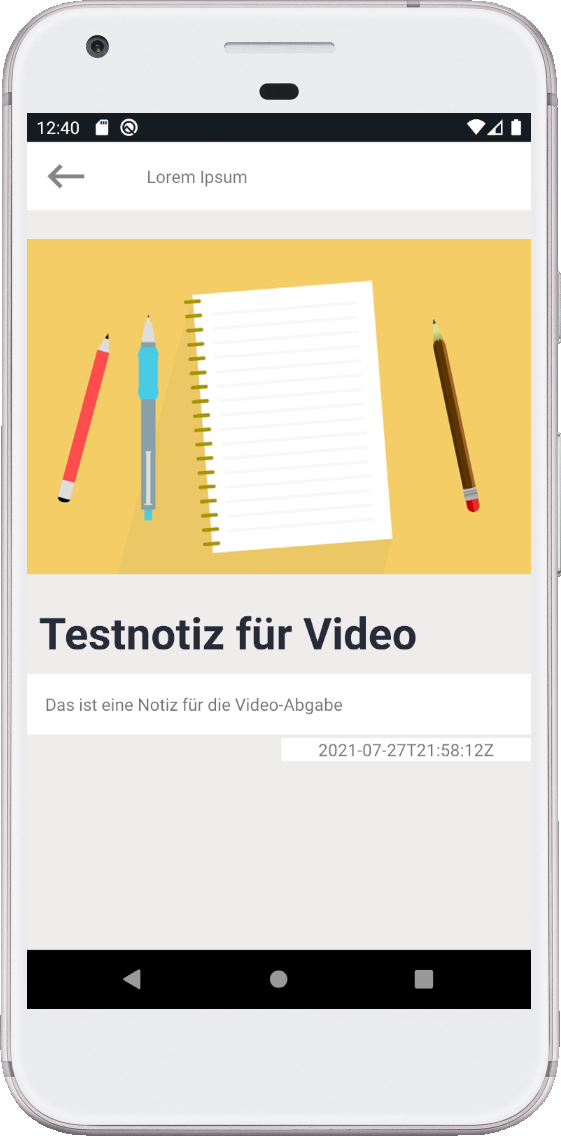 12:40
Lorem Ipsum
Testnotiz für Video
Das ist eine Notiz für die Video-Abgabe
2021-07-27T21:58:12Z